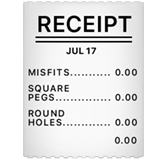 RECEIPT
JUL 17
MISFITS............ 0.00
SQUARE
PEGS............... 0.00
ROUND
HOLES............. 0.00
0.00